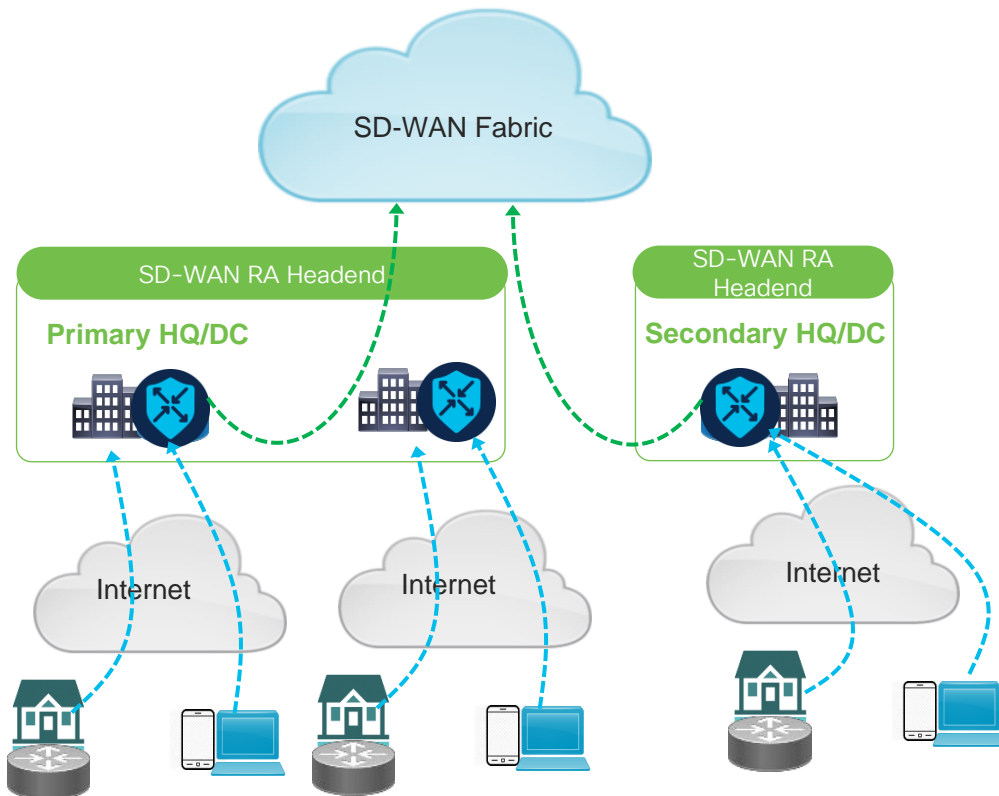 SD-WAN Fabric
SD-WAN RA Headend
SD-WAN RA
Headend
Primary HQ/DC
Secondary HQ/DC
Internet
Internet
Internet